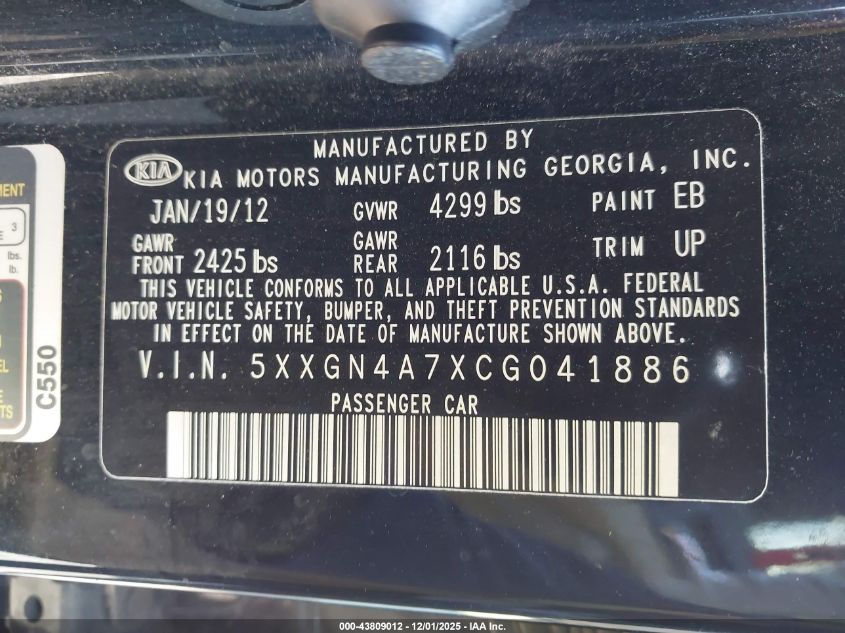 MANUFACTURED BY
KIA KIA MOTORS MANUFACTURING GEORGIA, INC.
JAN/19/12 GVWR 4299 lbs PAINT EB
GAWR FRONT 2425 lbs GAWR REAR 2116 lbs TRIM UP
THIS VEHICLE CONFORMS TO ALL APPLICABLE U.S.A. FEDERAL
MOTOR VEHICLE SAFETY, BUMPER, AND THEFT PREVENTION STANDARDS
IN EFFECT ON THE DATE OF MANUFACTURE SHOWN ABOVE.
V.I.N. 5XXGN4A7XCG041886
PASSENGER CAR
3
lbs.
lb.
C550
000-43809012 - 12/01/2025 - IAA Inc.